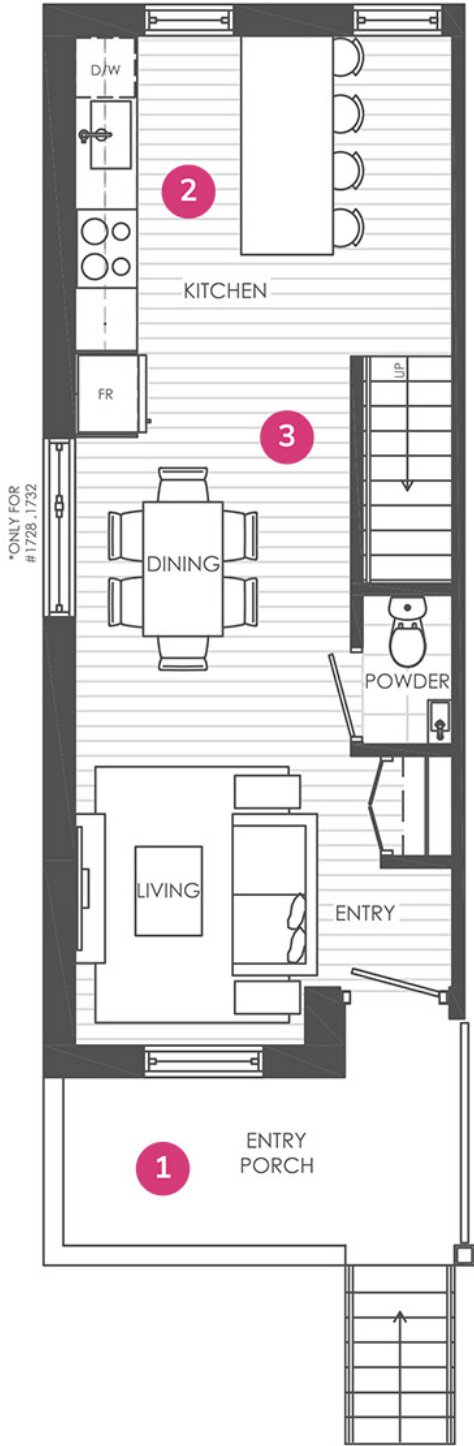 D/W
2
KITCHEN
UP
FR
3
*ONLY FOR
#1728 ,1732
DINING
POWDER
LIVING
ENTRY
1
ENTRY
PORCH